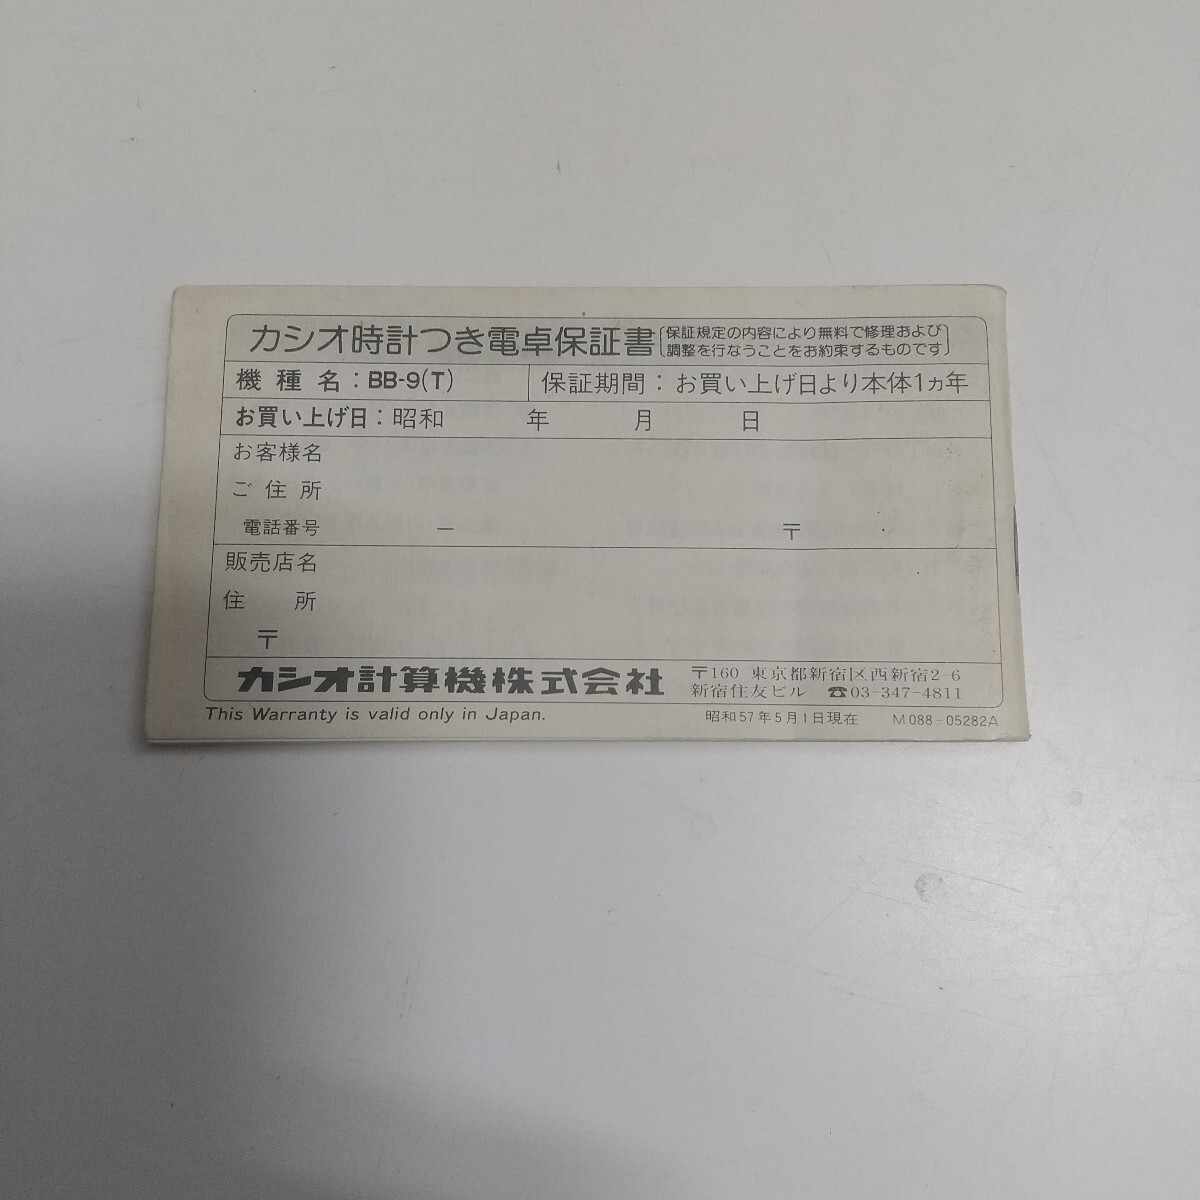 カシオ時計つき電卓保証書〔保証規定の内容により無料で修理および
調整を行なうことをお約束するものです〕
機種名：BB-9(T) 保証期間：お買い上げ日より本体1ヵ年
お買い上げ日：昭和 年 月 日
お客様名
ご住所
電話番号 － 〒
販売店名
住所
〒
カシオ計算機株式会社 〒160 東京都新宿区西新宿2-6
新宿住友ビル ☎03-347-4811
This Warranty is valid only in Japan. 昭和57年5月1日現在 M088-05282A